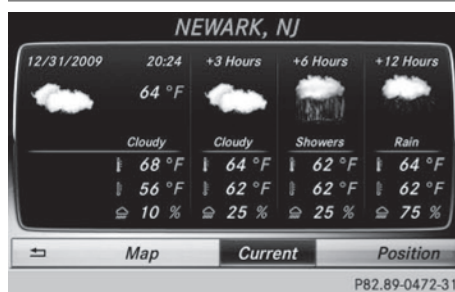 NEWARK, NJ
12/31/2009 20:24 +3 Hours +6 Hours +12 Hours
64 °F
Cloudy Cloudy Showers Rain
68 °F 64 °F 62 °F 64 °F
56 °F 62 °F 62 °F 62 °F
10 % 25 % 25 % 75 %
Map Current Position
P82.89-0472-31